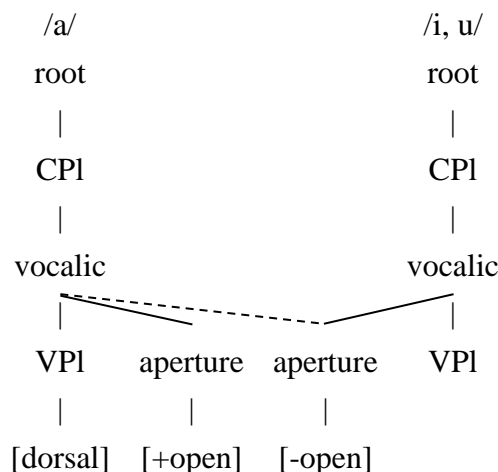 /a/ /i, u/
root root
| |
CPl CPl
| |
vocalic vocalic
| |
VPl aperture aperture VPl
| | |
[dorsal] [+open] [-open]